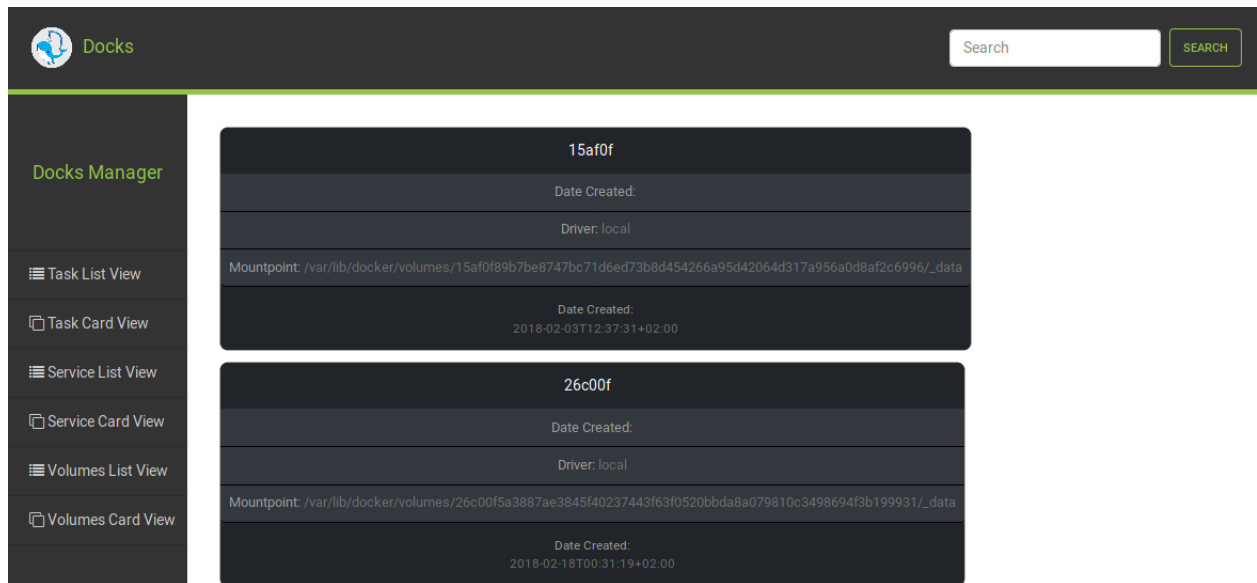 Docks
Search
SEARCH
Docks Manager
Task List View
Task Card View
Service List View
Service Card View
Volumes List View
Volumes Card View
15af0f
Date Created:
Driver: local
Mountpoint: /var/lib/docker/volumes/15af0f89b7be8747bc71d6ed73b8d454266a95d42064d317a956a0d8af2c6996/_data
Date Created:
2018-02-03T12:37:31+02:00
26c00f
Date Created:
Driver: local
Mountpoint: /var/lib/docker/volumes/26c00f5a3887ae3845f40237443f63f0520bbda8a079810c3498694f3b199931/_data
Date Created:
2018-02-18T00:31:19+02:00